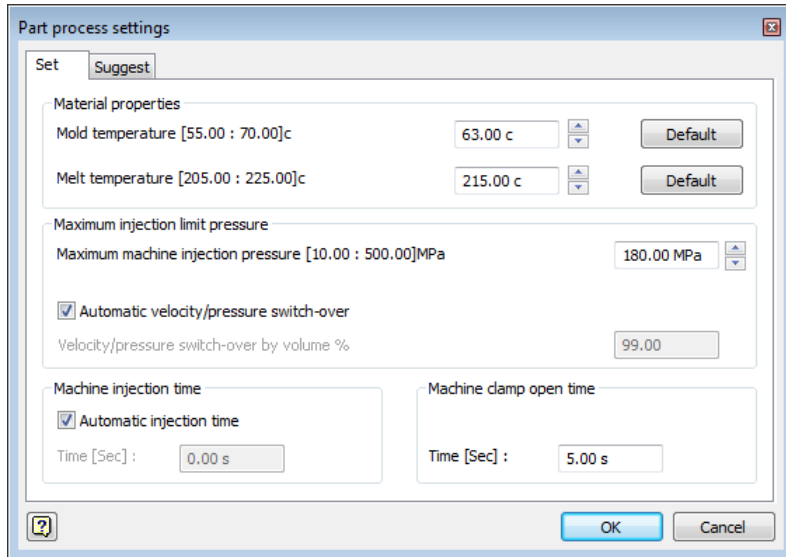 Part process settings
Set Suggest
Material properties
Mold temperature [55.00 : 70.00]c 63.00 c Default
Melt temperature [205.00 : 225.00]c 215.00 c Default
Maximum injection limit pressure
Maximum machine injection pressure [10.00 : 500.00]MPa 180.00 MPa
Automatic velocity/pressure switch-over
Velocity/pressure switch-over by volume % 99.00
Machine injection time Machine clamp open time
Automatic injection time
Time [Sec] : 0.00 s Time [Sec] : 5.00 s
? OK Cancel